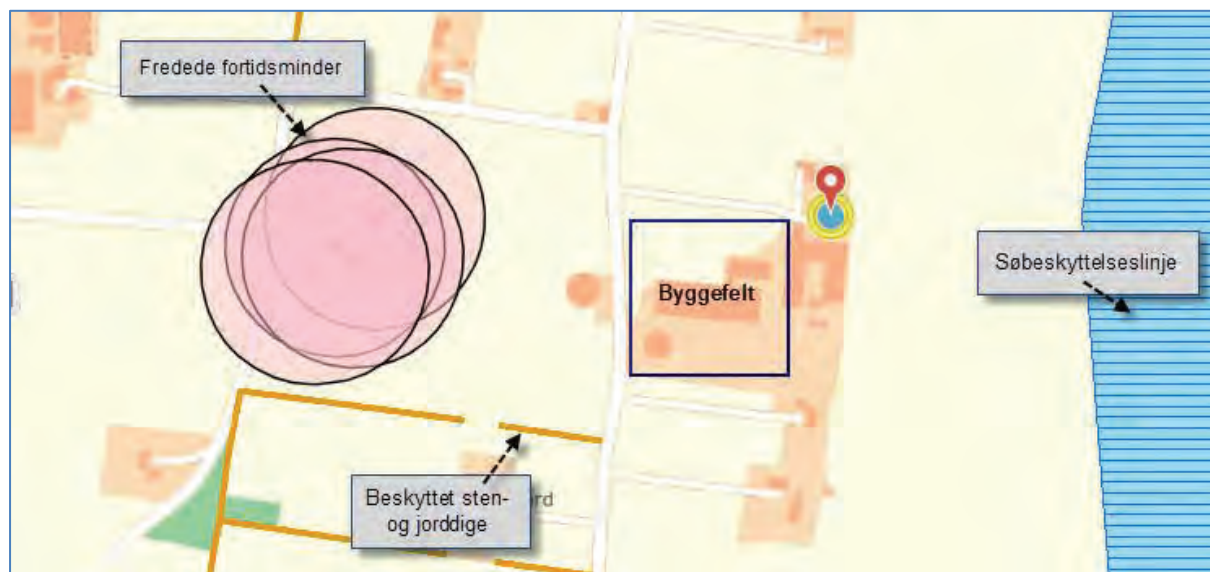 Fredede fortidsminder
Søbeskyttelseslinje
Byggefelt
Beskyttet sten-
og jorddige